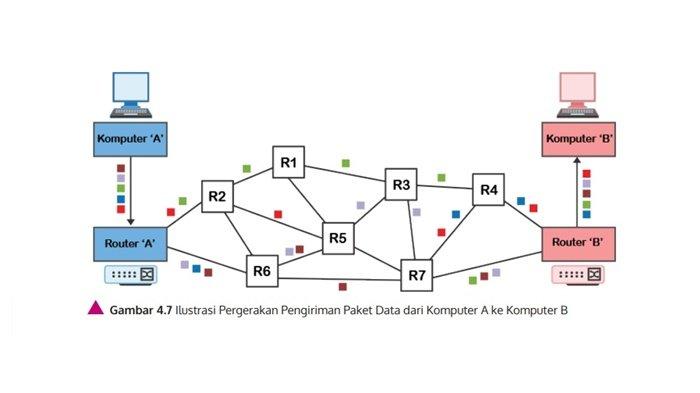 Komputer ‘A’
Komputer ‘B’
R1
R3
R4
R2
Router ‘A’
R5
Router ‘B’
R6
R7
Gambar 4.7 Ilustrasi Pergerakan Pengiriman Paket Data dari Komputer A ke Komputer B